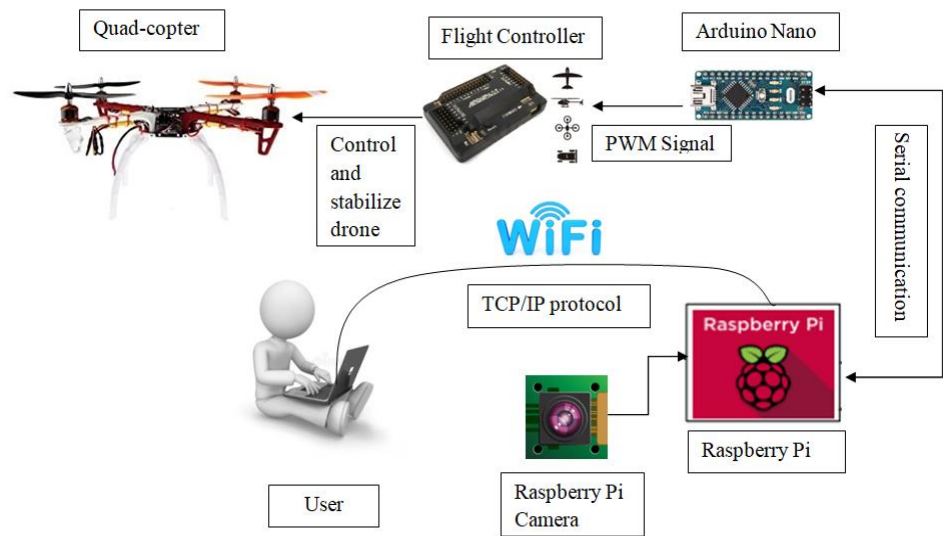 Quad-copter
Flight Controller
Arduino Nano
PWM Signal
Control
and
stabilize
drone
Serial communication
WiFi
TCP/IP protocol
Raspberry Pi
Raspberry Pi
User
Raspberry Pi
Camera